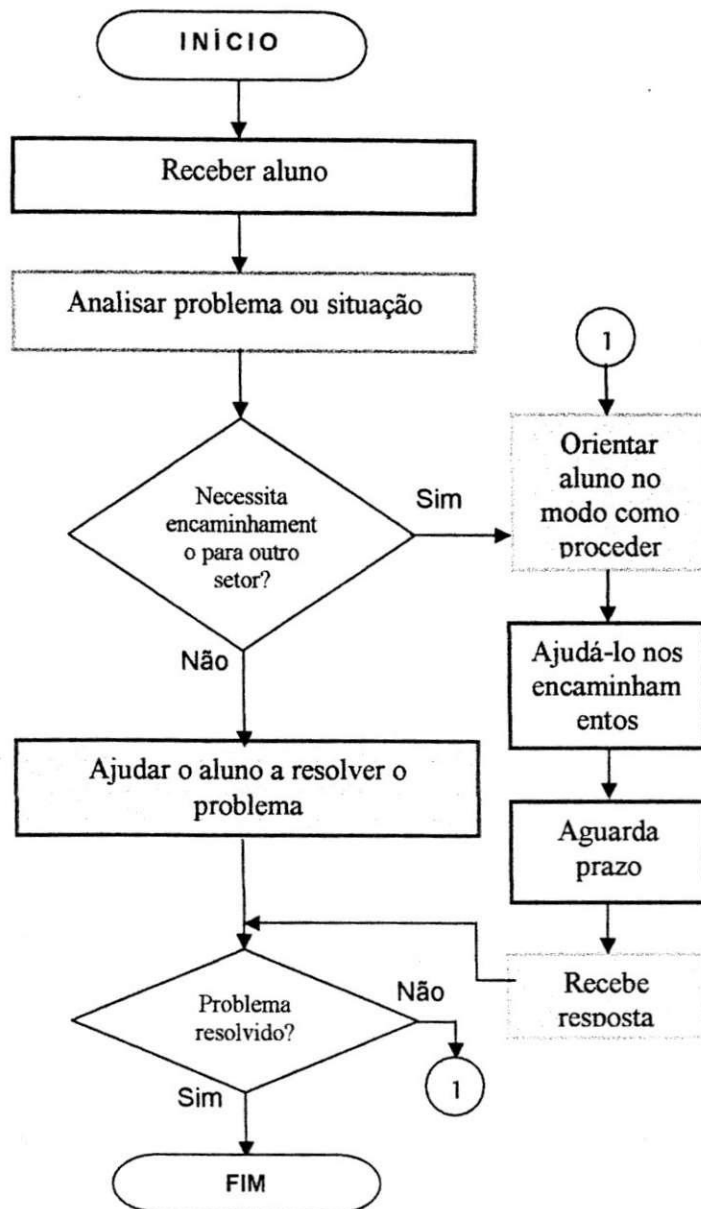 INÍCIO
Receber aluno
Analisar problema ou situação
Necessita
encaminhament
o para outro
setor?
Sim
Não
1
Orientar
aluno no
modo como
proceder
Ajudá-lo nos
encaminham
entos
Aguarda
prazo
Recebe
resposta
Ajudar o aluno a resolver o
problema
Problema
resolvido?
Não
1
Sim
FIM